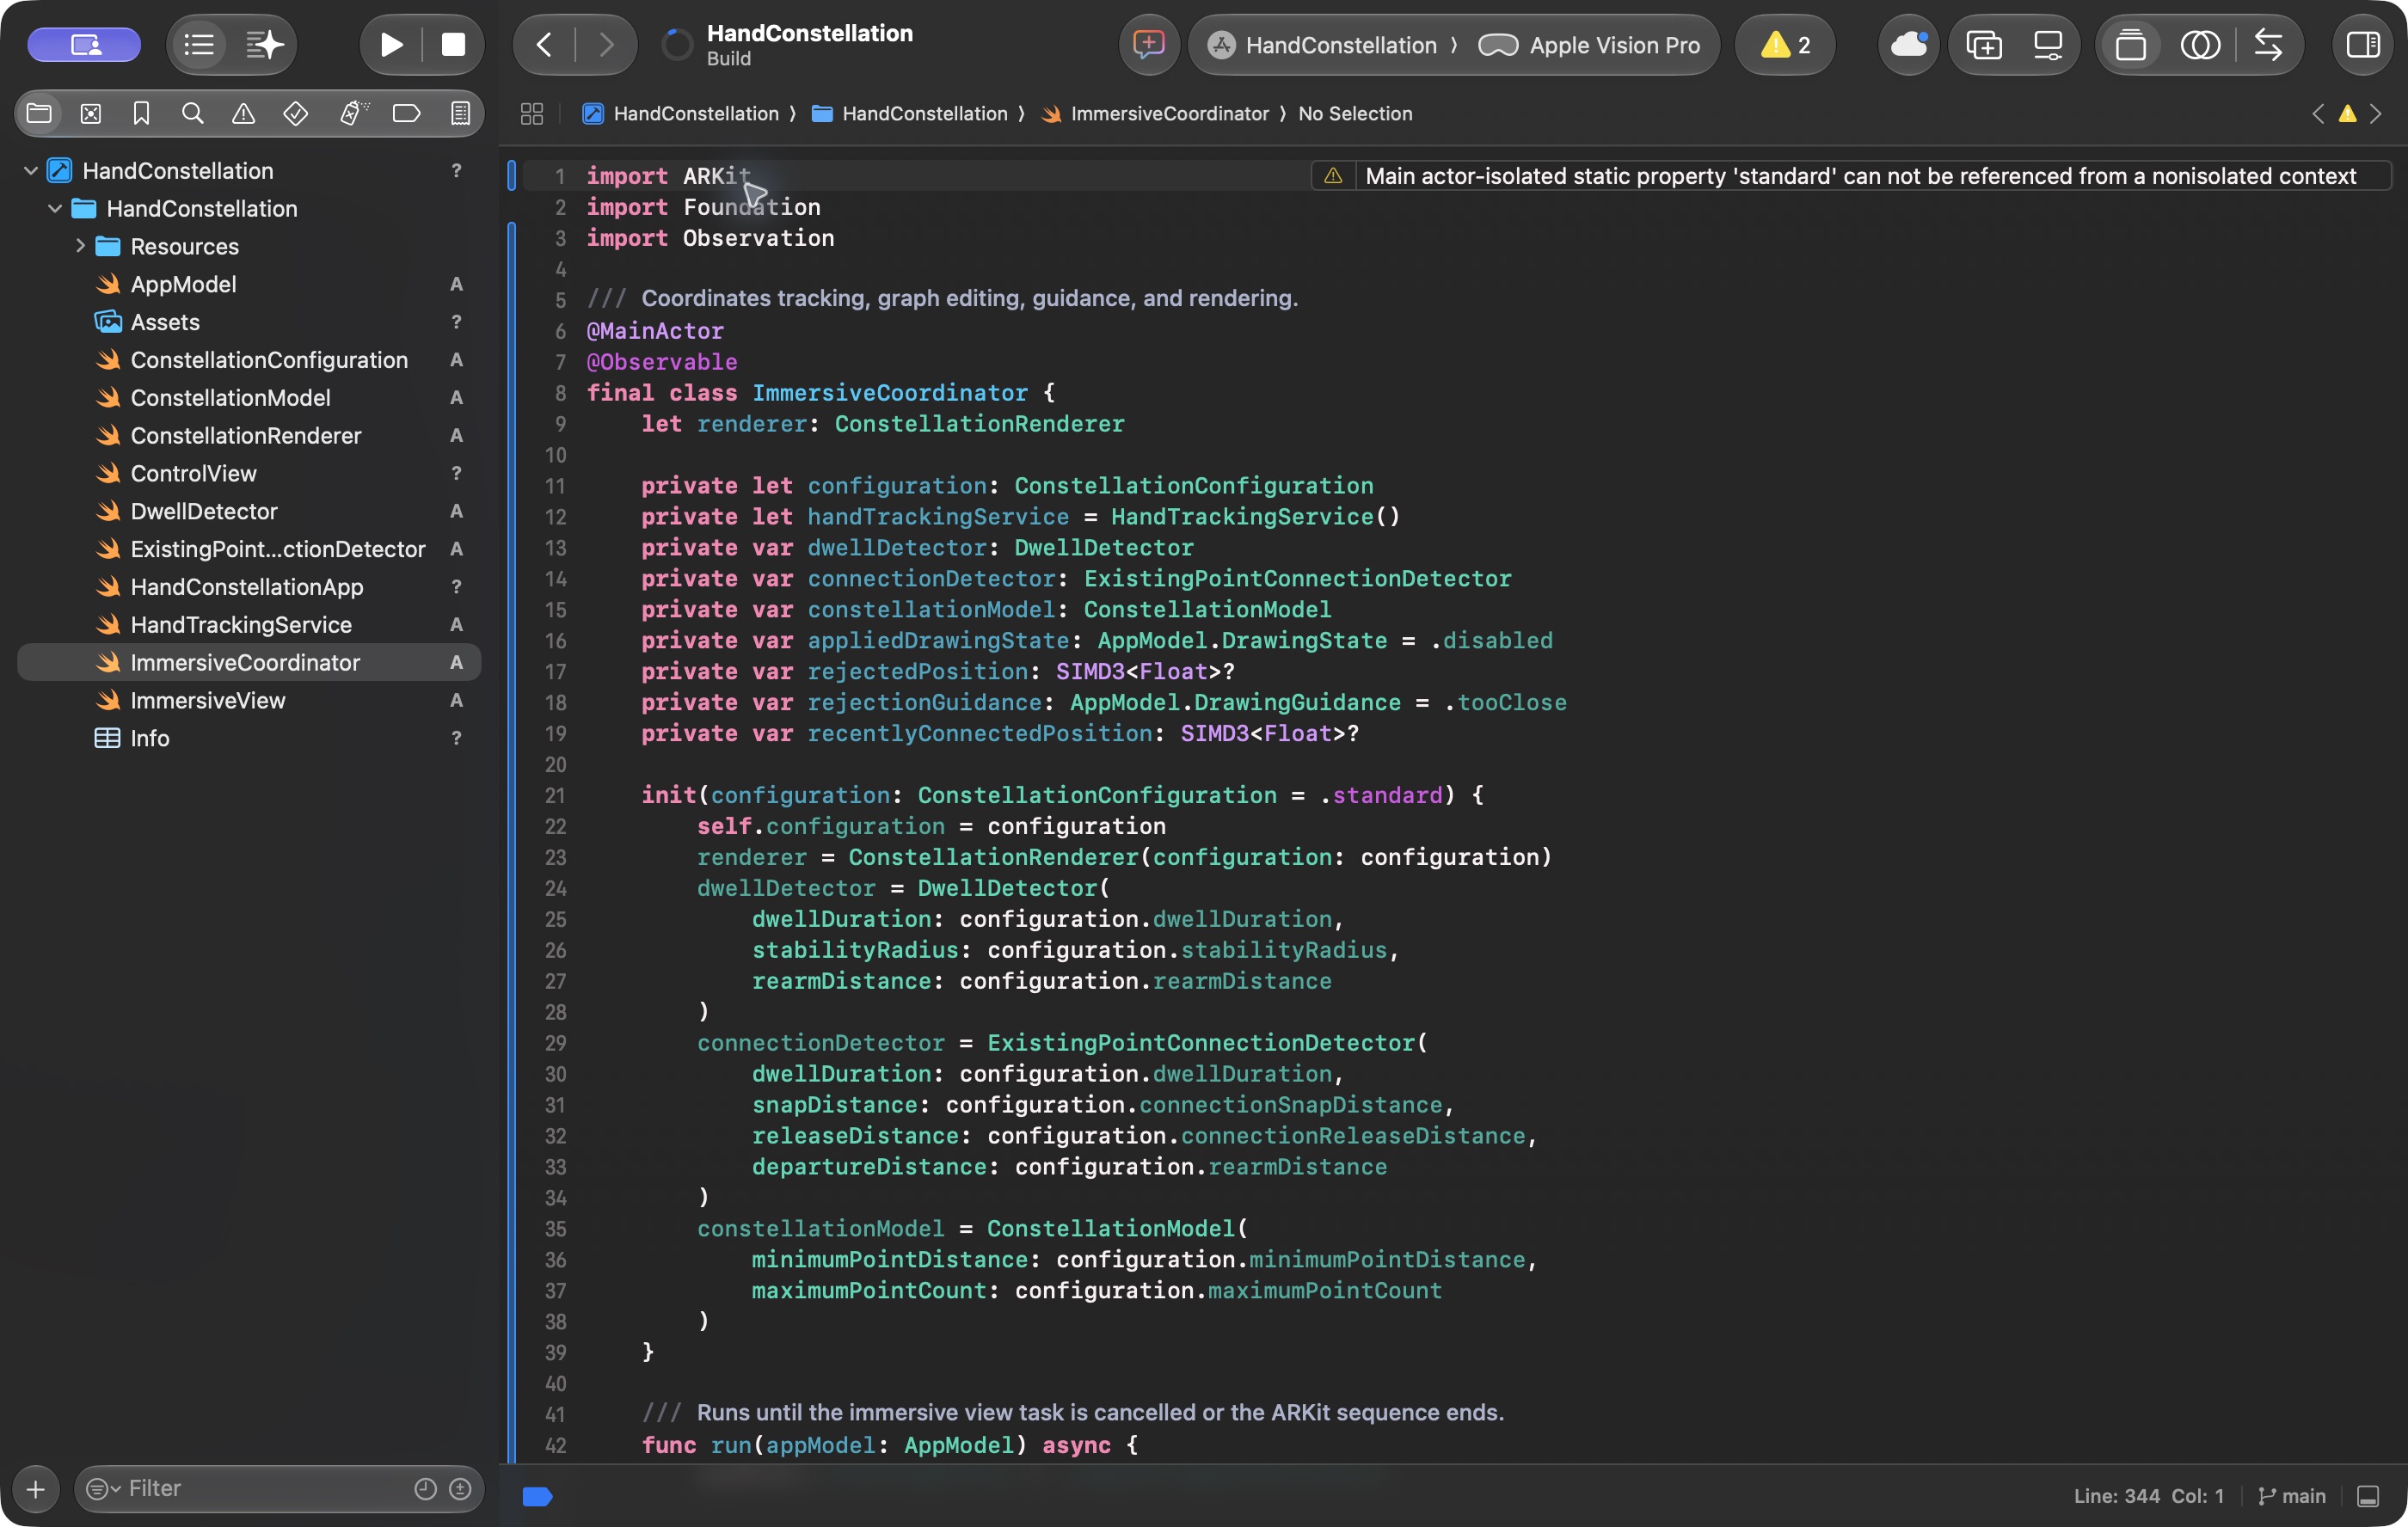 HandConstellation
Build
HandConstellation 〉 Apple Vision Pro
2
HandConstellation 〉 HandConstellation 〉 ImmersiveCoordinator 〉 No Selection
HandConstellation ?
HandConstellation
Resources
AppModel A
Assets ?
ConstellationConfiguration A
ConstellationModel A
ConstellationRenderer A
ControlView ?
DwellDetector A
ExistingPoint...ctionDetector A
HandConstellationApp ?
HandTrackingService A
ImmersiveCoordinator A
ImmersiveView A
Info ?
Filter
1 import ARKit
Main actor-isolated static property 'standard' can not be referenced from a nonisolated context
2 import Foundation
3 import Observation
4
5 /// Coordinates tracking, graph editing, guidance, and rendering.
6 @MainActor
7 @Observable
8 final class ImmersiveCoordinator {
9     let renderer: ConstellationRenderer
10
11     private let configuration: ConstellationConfiguration
12     private let handTrackingService = HandTrackingService()
13     private var dwellDetector: DwellDetector
14     private var connectionDetector: ExistingPointConnectionDetector
15     private var constellationModel: ConstellationModel
16     private var appliedDrawingState: AppModel.DrawingState = .disabled
17     private var rejectedPosition: SIMD3<Float>?
18     private var rejectionGuidance: AppModel.DrawingGuidance = .tooClose
19     private var recentlyConnectedPosition: SIMD3<Float>?
20
21     init(configuration: ConstellationConfiguration = .standard) {
22         self.configuration = configuration
23         renderer = ConstellationRenderer(configuration: configuration)
24         dwellDetector = DwellDetector(
25             dwellDuration: configuration.dwellDuration,
26             stabilityRadius: configuration.stabilityRadius,
27             rearmDistance: configuration.rearmDistance
28         )
29         connectionDetector = ExistingPointConnectionDetector(
30             dwellDuration: configuration.dwellDuration,
31             snapDistance: configuration.connectionSnapDistance,
32             releaseDistance: configuration.connectionReleaseDistance,
33             departureDistance: configuration.rearmDistance
34         )
35         constellationModel = ConstellationModel(
36             minimumPointDistance: configuration.minimumPointDistance,
37             maximumPointCount: configuration.maximumPointCount
38         )
39     }
40
41     /// Runs until the immersive view task is cancelled or the ARKit sequence ends.
42     func run(appModel: AppModel) async {
Line: 344 Col: 1
main